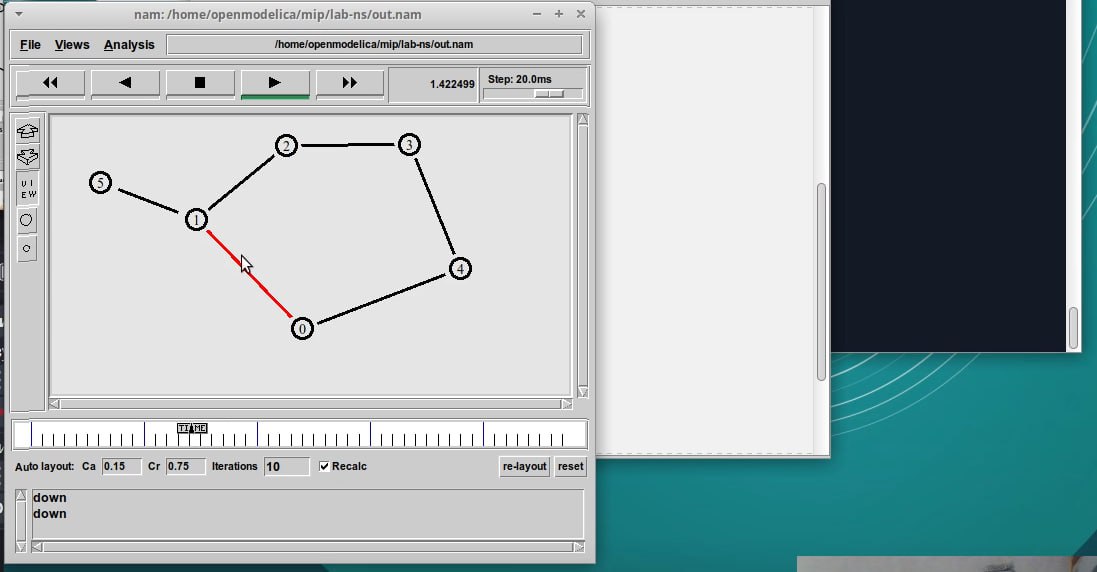 nam: /home/openmodelica/mip/lab-ns/out.nam
File Views Analysis /home/openmodelica/mip/lab-ns/out.nam
1.422499 Step: 20.0ms
2 3
5
VI
EW
1
4
0
TIME
Auto layout: Ca 0.15 Cr 0.75 Iterations 10 Recalc re-layout reset
down
down